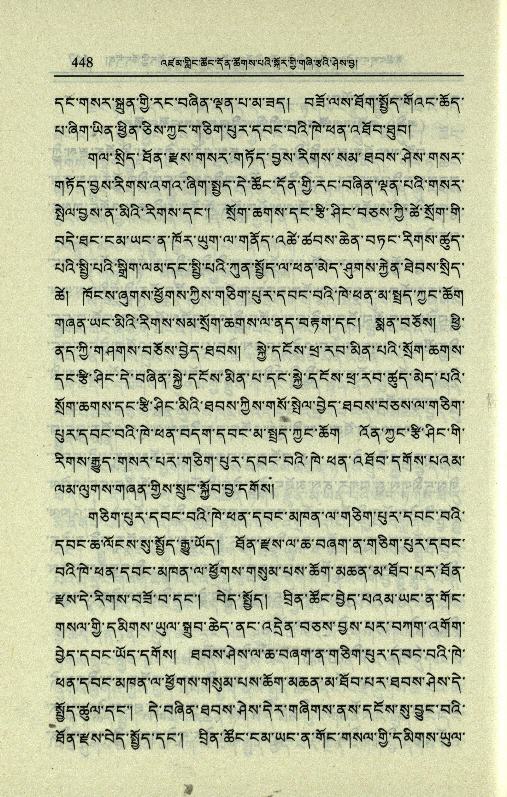 448 འཛམ་གླིང་ཚོང་དོན་ཚོགས་པའི་སྐོར་གྱི་གཞི་རྩའི་ཤེས་བྱ།
དང་གསར་སྐྲུན་གྱི་རང་བཞིན་ལྡན་པ་མ་ཟད། བཟོ་ལས་ཐོག་སྤྱོད་གོ་འང་ཆོད་
པ་ཞིག་ཡིན་ཕྱིན་ཅིས་ཀྱང་གཅིག་པུར་དབང་བའི་ཁེ་ཕན་འཐོབ་ཐུབ།
གལ་སྲིད་ཐོན་རྫས་གསར་གཏོད་བྱས་རིགས་སམ་ཐབས་ཤེས་གསར་
གཏོད་བྱས་རིགས་འགའ་ཞིག་སྤྱད་དེ་ཚོང་དོན་གྱི་རང་བཞིན་ལྡན་པའི་གསར་
སྤེལ་བྱས་ན་མིའི་རིགས་དང་། སྲོག་ཆགས་དང་རྩི་ཤིང་བཅས་ཀྱི་ཚེ་སྲོག་གི་
བདེ་ཐང་ངམ་ཡང་ན་ཁོར་ཡུག་ལ་གནོད་འཚེ་ཚབས་ཆེན་བཏང་རིགས་ཚུད་
པའི་སྤྱི་པའི་སྒྲིག་ལམ་དང་སྤྱི་པའི་ཀུན་སྤྱོད་ལ་ཕན་མེད་ཤུགས་རྐྱེན་ཐེབས་སྲིད་
ཚེ། ཁོངས་ཞུགས་ཕྱོགས་ཀྱིས་གཅིག་པུར་དབང་བའི་ཁེ་ཕན་མ་སྤྲད་ཀྱང་ཆོག
གཞན་ཡང་མིའི་རིགས་སམ་སྲོག་ཆགས་ལ་ནད་བརྟག་དང་། སྨན་བཅོས། ཕྱི་
ནད་ཀྱི་གཤགས་བཅོས་བྱེད་ཐབས། སྐྱེ་དངོས་ཕྲ་རབ་མིན་པའི་སྲོག་ཆགས་
དང་རྩི་ཤིང་དེ་བཞིན་སྐྱེ་དངོས་མིན་པ་དང་སྐྱེ་དངོས་ཕྲ་རབ་ཚུད་མེད་པའི་
སྲོག་ཆགས་དང་རྩི་ཤིང་མིའི་ཐབས་ཀྱིས་གསོ་སྤེལ་བྱེད་ཐབས་བཅས་ལ་གཅིག་
པུར་དབང་བའི་ཁེ་ཕན་བདག་དབང་མ་སྤྲད་ཀྱང་ཆོག འོན་ཀྱང་རྩི་ཤིང་གི་
རིགས་རྒྱུད་གསར་པར་གཅིག་པུར་དབང་བའི་ཁེ་ཕན་འཐོབ་དགོས་པའམ་
ལམ་ལུགས་གཞན་གྱིས་སྲུང་སྐྱོབ་བྱ་དགོས།
གཅིག་པུར་དབང་བའི་ཁེ་ཕན་དབང་མཁན་ལ་གཅིག་པུར་དབང་བའི་
དབང་ཆ་ལོངས་སུ་སྤྱོད་རྒྱུ་ཡོད། ཐོན་རྫས་ལ་ཆ་བཞག་ན་གཅིག་པུར་དབང་
བའི་ཁེ་ཕན་དབང་མཁན་ལ་ཕྱོགས་གསུམ་པས་ཆོག་མཆན་མ་ཐོབ་པར་ཐོན་
རྫས་དེ་རིགས་བཟོ་བ་དང་། བེད་སྤྱོད། བྲིན་ཚོང་བྱེད་པའམ་ཡང་ན་གོང་
གསལ་གྱི་དམིགས་ཡུལ་སྒྲུབ་ཆེད་ནང་འདྲེན་བཅས་བྱས་པར་བཀག་འགོག་
བྱེད་དབང་ཡོད་དགོས། ཐབས་ཤེས་ལ་ཆ་བཞག་ན་གཅིག་པུར་དབང་བའི་ཁེ་
ཕན་དབང་མཁན་ལ་ཕྱོགས་གསུམ་པས་ཆོག་མཆན་མ་ཐོབ་པར་ཐབས་ཤེས་དེ་
སྤྱོད་ཚུལ་དང་། དེ་བཞིན་ཐབས་ཤེས་དེར་གཞིགས་ནས་དངོས་སུ་བྱུང་བའི་
ཐོན་རྫས་བེད་སྤྱོད་དང་། བྲིན་ཚོང་ངམ་ཡང་ན་གོང་གསལ་གྱི་དམིགས་ཡུལ་